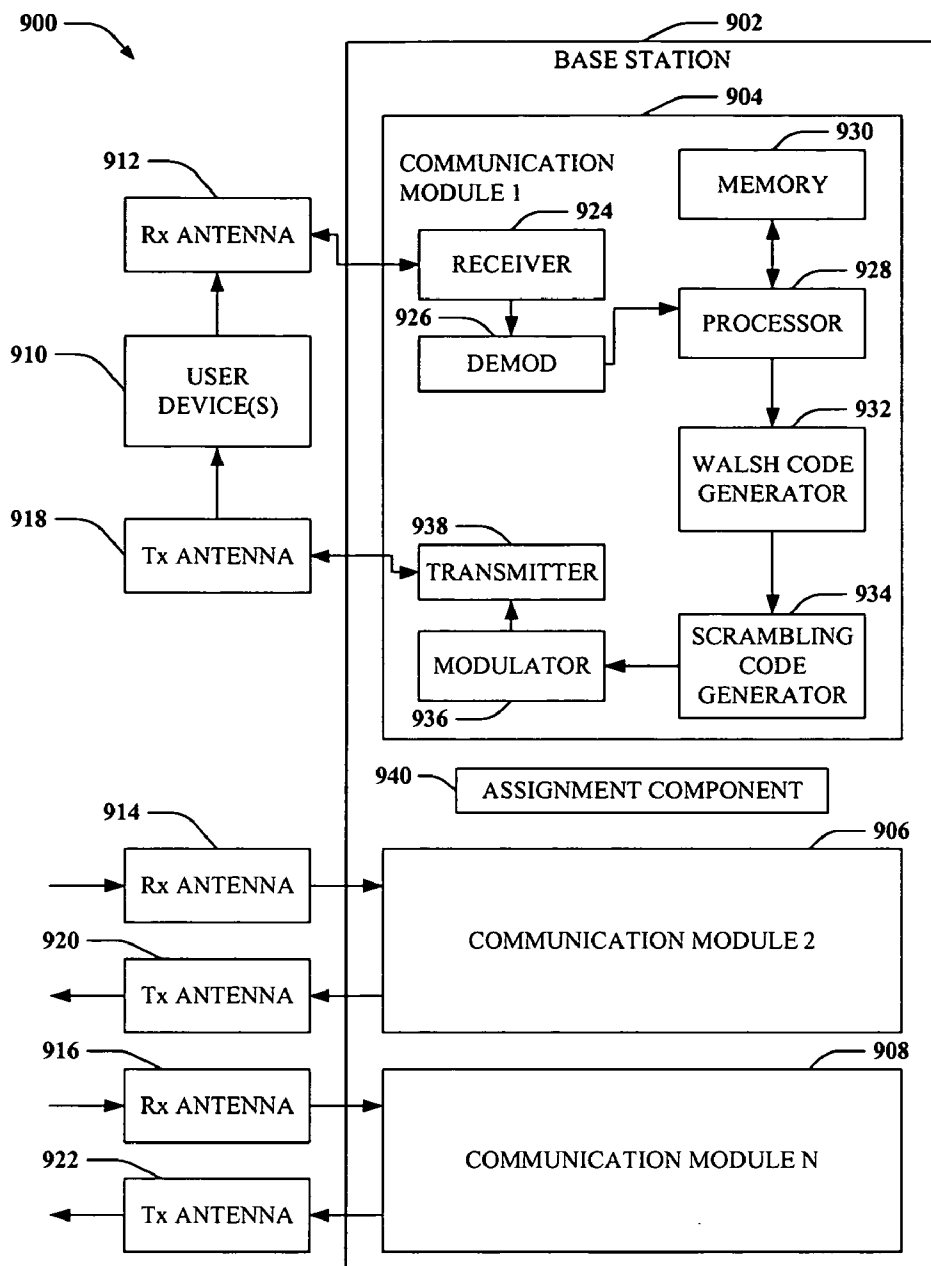 900
902
BASE STATION
904
912
930
COMMUNICATION
MODULE 1
MEMORY
924
Rx ANTENNA
RECEIVER
928
926
PROCESSOR
910
USER
DEVICE(S)
DEMOD
932
WALSH CODE
GENERATOR
918
938
Tx ANTENNA
TRANSMITTER
934
SCRAMBLING
CODE
GENERATOR
MODULATOR
936
940
ASSIGNMENT COMPONENT
914
906
Rx ANTENNA
COMMUNICATION MODULE 2
920
Tx ANTENNA
916
908
Rx ANTENNA
COMMUNICATION MODULE N
922
Tx ANTENNA